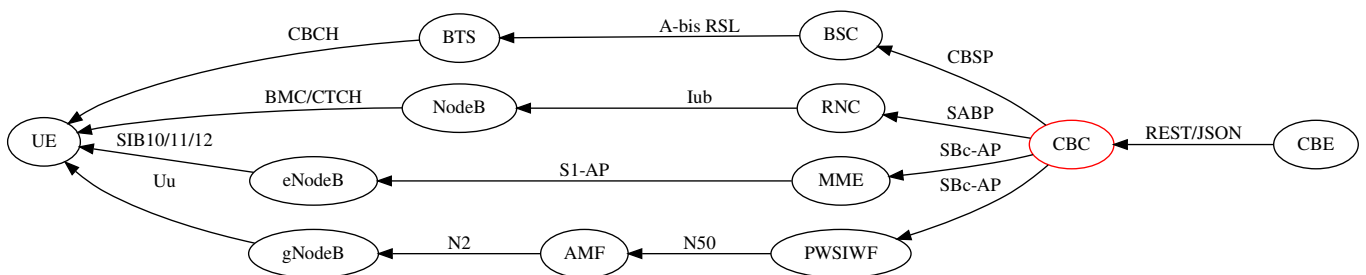 CBCH
BTS
A-bis RSL
BSC
CBSP
BMC/CTCH
NodeB
Iub
RNC
SABP
UE
SIB10/11/12
CBC
REST/JSON
CBE
SBc-AP
Uu
eNodeB
S1-AP
MME
SBc-AP
gNodeB
N2
AMF
N50
PWSIWF